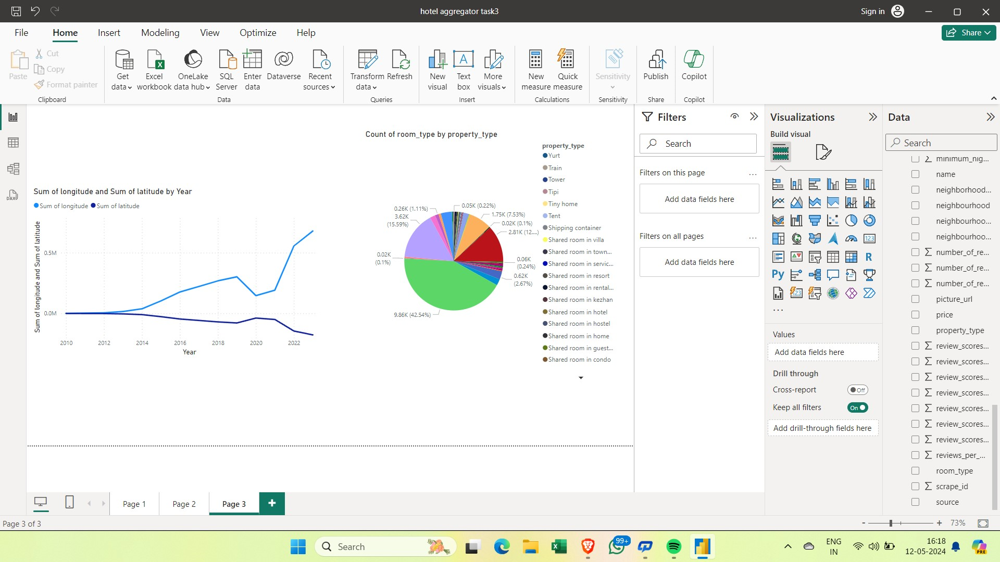 hotel aggregator task3
Sign in
File Home Insert Modeling View Optimize Help
Share
Paste
Cut
Copy
Format painter
Clipboard
Get data
Excel workbook
OneLake data hub
SQL Server
Enter data
Dataverse
Recent sources
Data
Transform data
Refresh
Queries
New visual
Text box
More visuals
Insert
New measure
Quick measure
Calculations
Sensitivity
Sensitivity
Publish
Share
Copilot
Copilot
Sum of longitude and Sum of latitude by Year
Sum of longitude Sum of latitude
Sum of longitude and Sum of latitude
0.5M
0.0M
2010 2012 2014 2016 2018 2020 2022
Year
Count of room_type by property_type
0.26K (1.11%)
3.62K
(15.59%)
0.02K
(0.1%)
9.86K (42.54%)
0.05K (0.22%)
1.75K (7.53%)
0.02K (0.1%)
2.81K (12....)
0.06K
(0.24%)
0.62K
(2.67%)
property_type
Yurt
Train
Tower
Tipi
Tiny home
Tent
Shipping container
Shared room in villa
Shared room in town...
Shared room in servic...
Shared room in resort
Shared room in rental...
Shared room in kezhan
Shared room in hotel
Shared room in hostel
Shared room in home
Shared room in guest...
Shared room in condo
Filters
Search
Filters on this page
...
Add data fields here
Filters on all pages
...
Add data fields here
Visualizations
Build visual
123
R
Py
123
...
Values
Add data fields here
Drill through
Cross-report
Off
Keep all filters
On
Add drill-through fields here
Data
Search
minimum_nig...
name
neighborhood...
neighbourhood
neighbourhoo...
neighbourhoo...
number_of_re...
number_of_re...
number_of_re...
picture_url
price
property_type
review_scores...
review_scores...
review_scores...
review_scores...
review_scores...
review_scores...
review_scores...
reviews_per_...
room_type
scrape_id
source
Page 1 Page 2 Page 3 +
Page 3 of 3
- + 73%
Search
99+
ENG
IN
16:18
12-05-2024
PRE